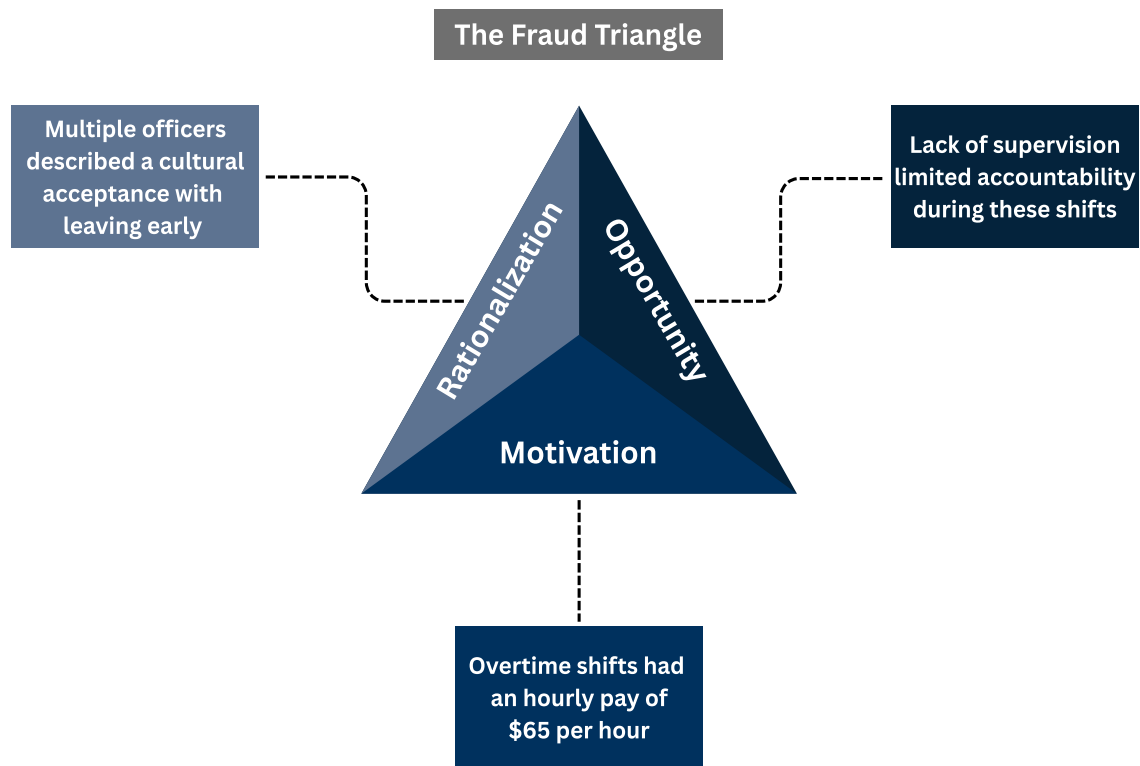 The Fraud Triangle
Multiple officers
described a cultural
acceptance with
leaving early
Lack of supervision
limited accountability
during these shifts
Rationalization
Opportunity
Motivation
Overtime shifts had
an hourly pay of
$65 per hour